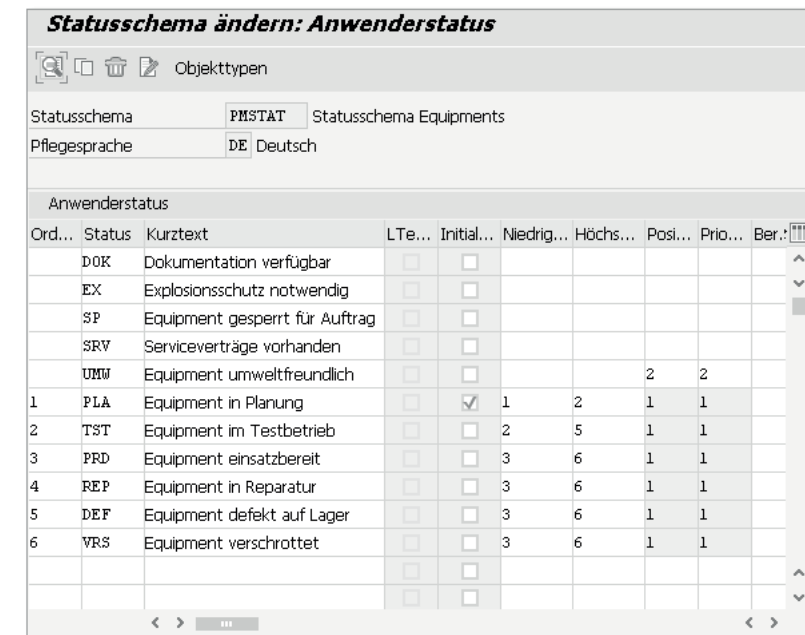 Statusschema ändern: Anwenderstatus
Objekttypen
Statusschema PMSTAT Statusschema Equipments
Pflegesprache DE Deutsch
Anwenderstatus
Ord... Status Kurztext LTe... Initial... Niedrig... Höchs... Posi... Prio... Ber.
DOK Dokumentation verfügbar
EX Explosionsschutz notwendig
SP Equipment gesperrt für Auftrag
SRV Serviceverträge vorhanden
UMW Equipment umweltfreundlich 2 2
1 PLA Equipment in Planung 1 2 1 1
2 TST Equipment im Testbetrieb 2 5 1 1
3 PRD Equipment einsatzbereit 3 6 1 1
4 REP Equipment in Reparatur 3 6 1 1
5 DEF Equipment defekt auf Lager 3 6 1 1
6 VRS Equipment verschrottet 3 6 1 1